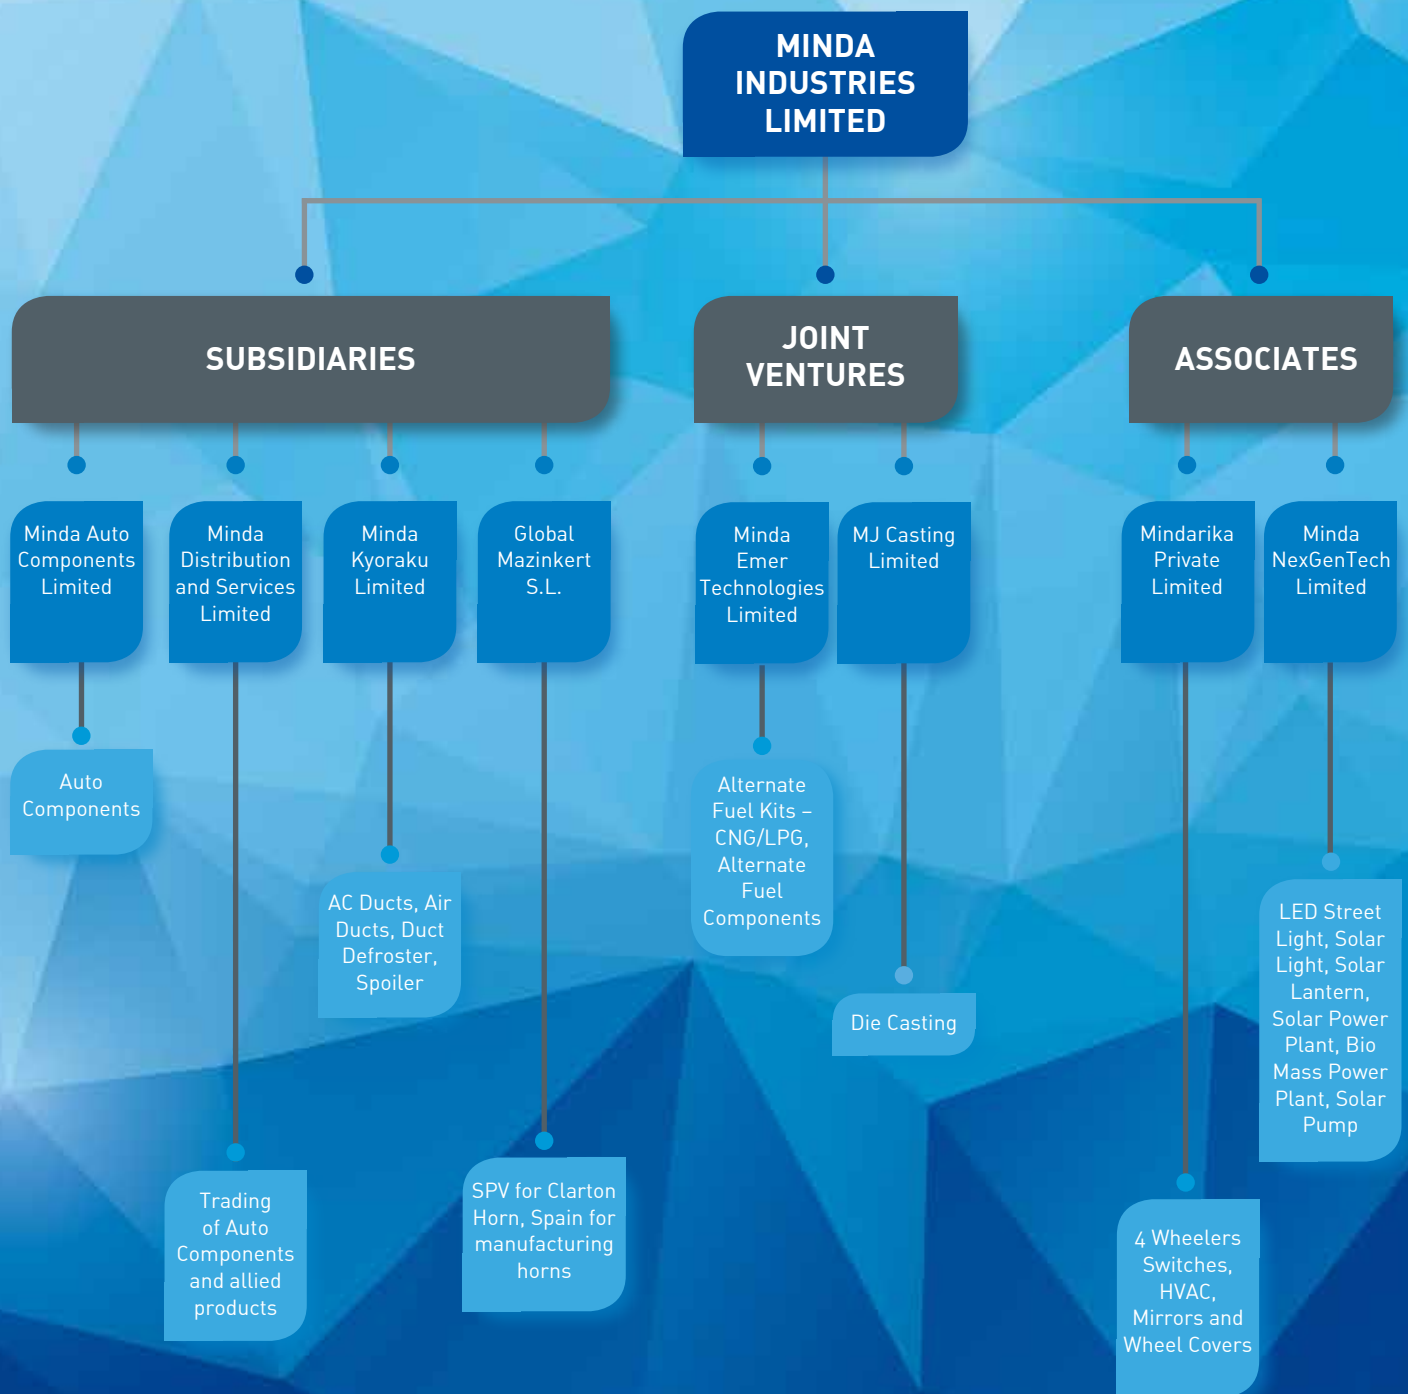 MINDA
INDUSTRIES
LIMITED
SUBSIDIARIES
JOINT
VENTURES
ASSOCIATES
Minda Auto
Components
Limited
Minda
Distribution
and Services
Limited
Minda
Kyoraku
Limited
Global
Mazinkert
S.L.
Minda
Emer
Technologies
Limited
MJ Casting
Limited
Mindarika
Private
Limited
Minda
NexGenTech
Limited
Auto
Components
Trading
of Auto
Components
and allied
products
AC Ducts, Air
Ducts, Duct
Defroster,
Spoiler
SPV for Clarton
Horn, Spain for
manufacturing
horns
Alternate
Fuel Kits –
CNG/LPG,
Alternate
Fuel
Components
Die Casting
4 Wheelers
Switches,
HVAC,
Mirrors and
Wheel Covers
LED Street
Light, Solar
Light, Solar
Lantern,
Solar Power
Plant, Bio
Mass Power
Plant, Solar
Pump